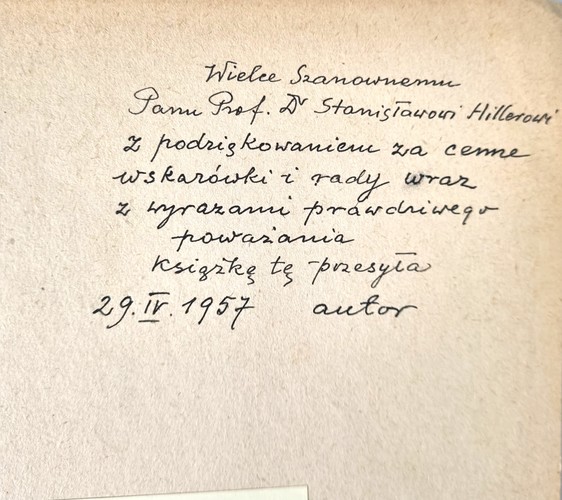 Wielce Szanownemu
Panu Prof. Dr Stanisławowi Hillerowi
z podziękowaniem za cenne
wskazówki i rady wraz
z wyrazami prawdziwego
poważania
książkę tę przesyła
29.IV.1957 autor